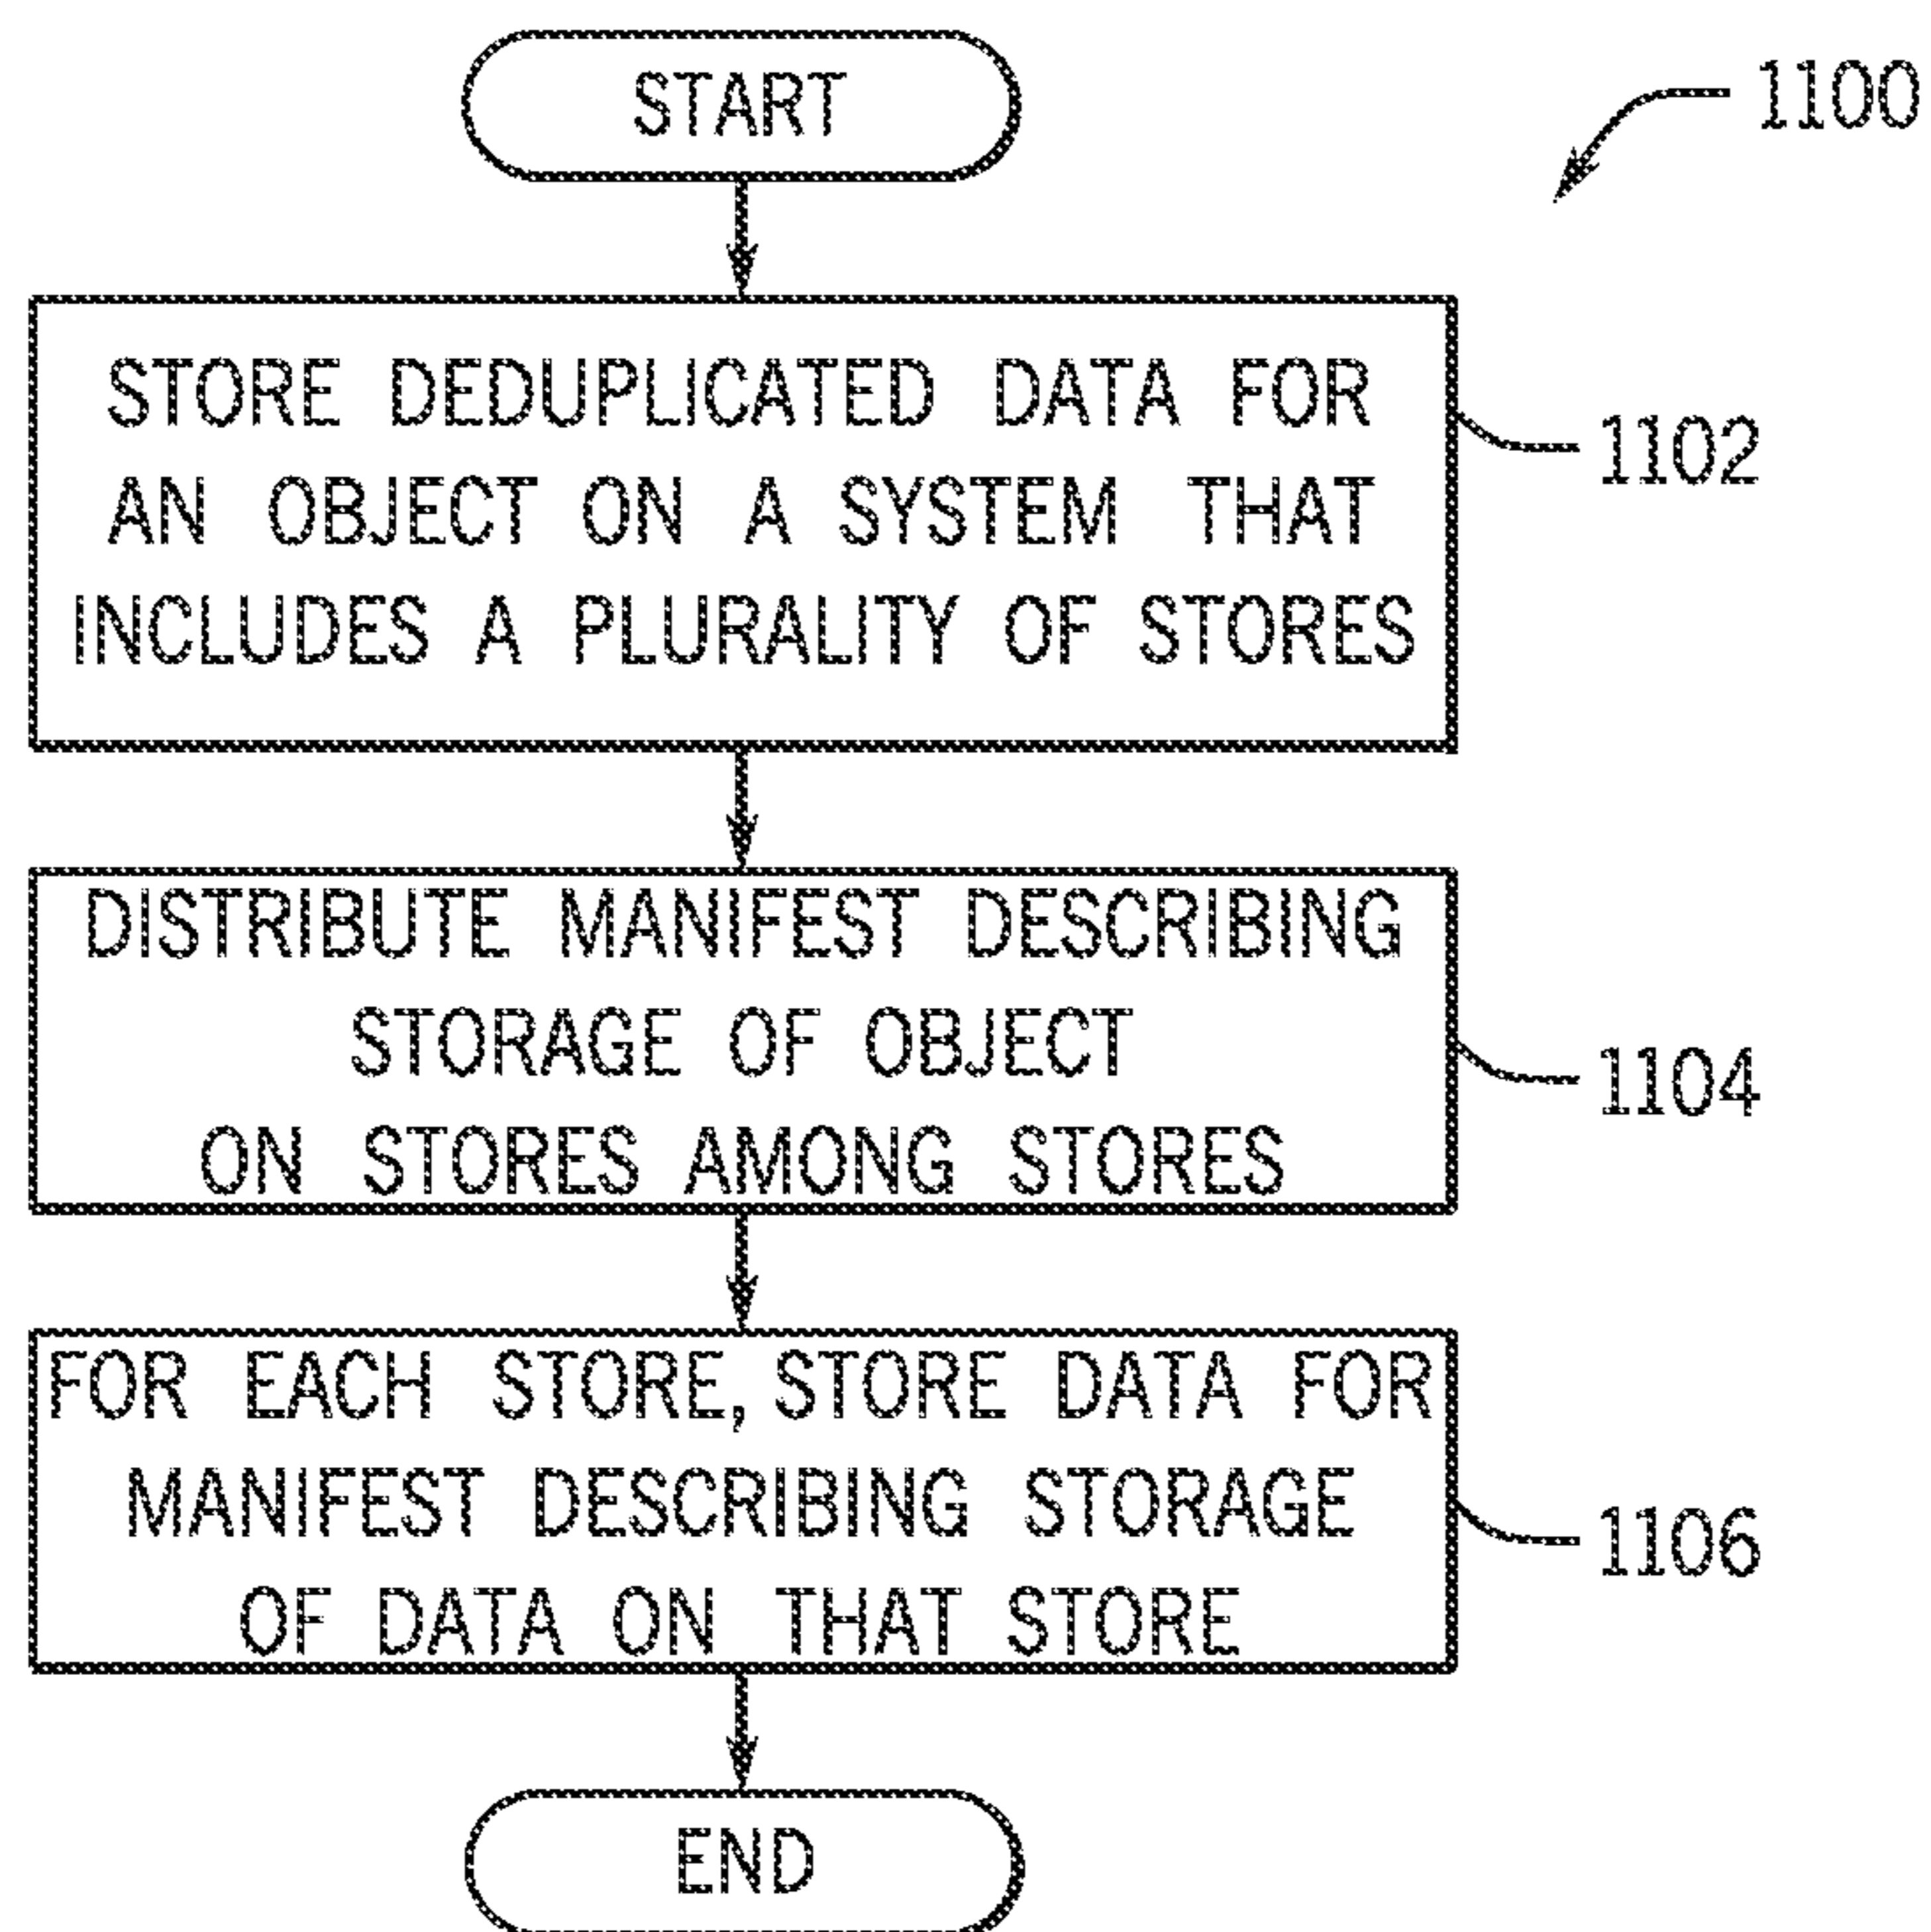 START
1100
STORE DEDUPLICATED DATA FOR
AN OBJECT ON A SYSTEM THAT
INCLUDES A PLURALITY OF STORES
1102
DISTRIBUTE MANIFEST DESCRIBING
STORAGE OF OBJECT
ON STORES AMONG STORES
1104
FOR EACH STORE, STORE DATA FOR
MANIFEST DESCRIBING STORAGE
OF DATA ON THAT STORE
1106
END